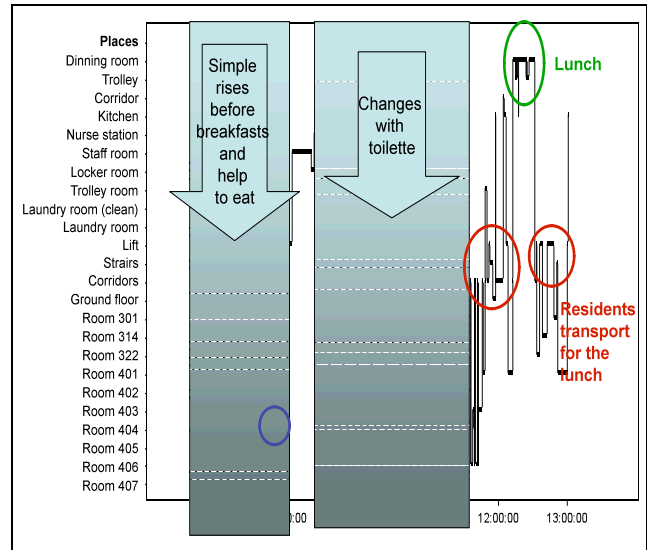 Places
Dinning room
Trolley
Corridor
Kitchen
Nurse station
Staff room
Locker room
Trolley room
Laundry room (clean)
Laundry room
Lift
Strairs
Corridors
Ground floor
Room 301
Room 314
Room 322
Room 401
Room 402
Room 403
Room 404
Room 405
Room 406
Room 407
Simple
rises
before
breakfasts
and
help
to eat
Changes
with
toilette
Lunch
Residents
transport
for the
lunch
12:00:00
13:00:00